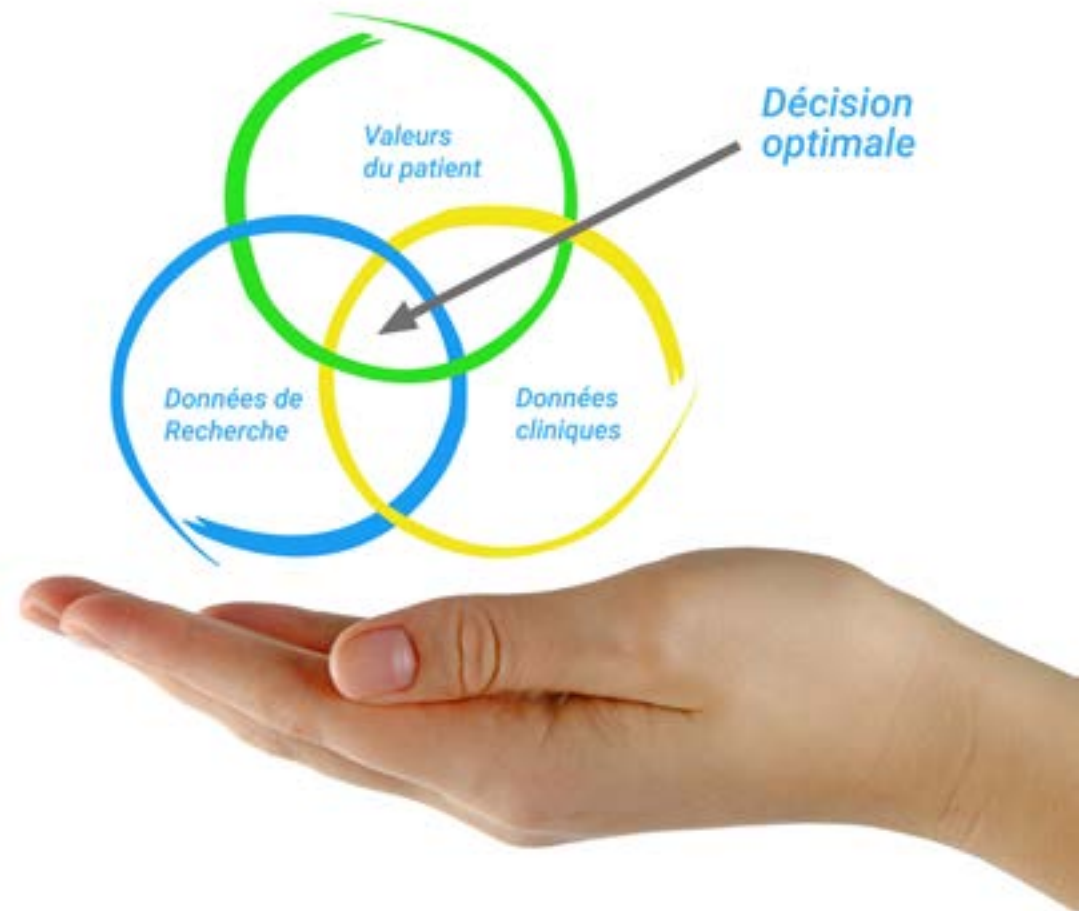 Décision
optimale
Valeurs
du patient
Données de
Recherche
Données
cliniques